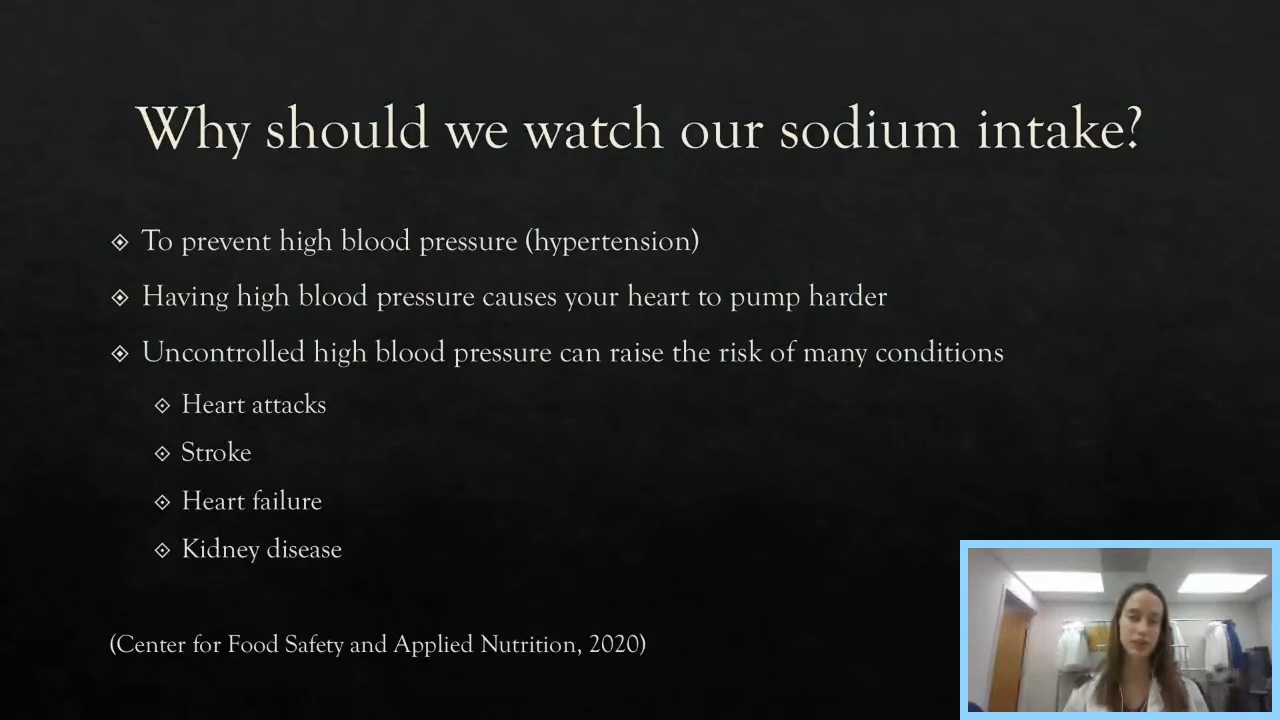 Why should we watch our sodium intake?
To prevent high blood pressure (hypertension)
Having high blood pressure causes your heart to pump harder
Uncontrolled high blood pressure can raise the risk of many conditions
Heart attacks
Stroke
Heart failure
Kidney disease
(Center for Food Safety and Applied Nutrition, 2020)